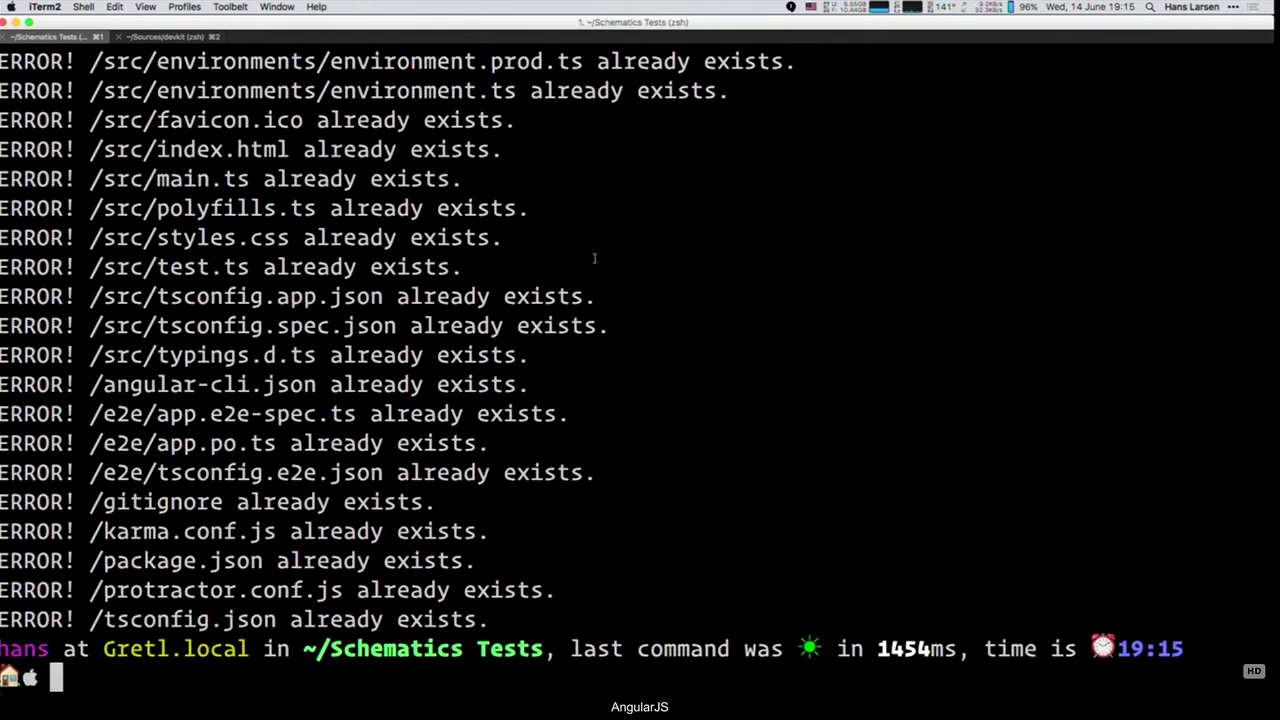 iTerm2 Shell Edit View Profiles Toolbelt Window Help 141° 96% Wed, 14 June 19:15 Hans Larsen
1. ~/Schematics Tests (zsh)
~/Schematics Tests (... ⌘1 × ~/Sources/devkit (zsh) ⌘2
ERROR! /src/environments/environment.prod.ts already exists.
ERROR! /src/environments/environment.ts already exists.
ERROR! /src/favicon.ico already exists.
ERROR! /src/index.html already exists.
ERROR! /src/main.ts already exists.
ERROR! /src/polyfills.ts already exists.
ERROR! /src/styles.css already exists.
ERROR! /src/test.ts already exists.
ERROR! /src/tsconfig.app.json already exists.
ERROR! /src/tsconfig.spec.json already exists.
ERROR! /src/typings.d.ts already exists.
ERROR! /angular-cli.json already exists.
ERROR! /e2e/app.e2e-spec.ts already exists.
ERROR! /e2e/app.po.ts already exists.
ERROR! /e2e/tsconfig.e2e.json already exists.
ERROR! /gitignore already exists.
ERROR! /karma.conf.js already exists.
ERROR! /package.json already exists.
ERROR! /protractor.conf.js already exists.
ERROR! /tsconfig.json already exists.
hans at Gretl.local in ~/Schematics Tests, last command was ☀ in 1454ms, time is ⏰19:15
HD
AngularJS